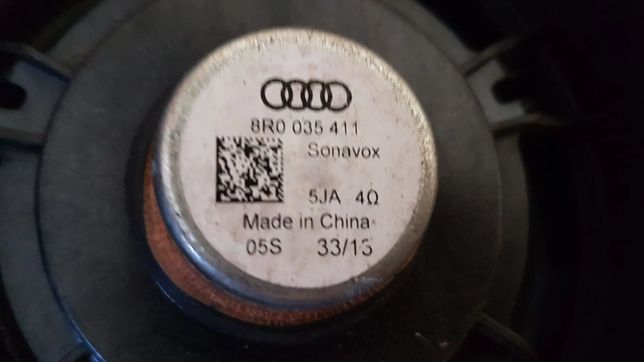 8R0 035 411
Sonavox
5JA 4Ω
Made in China
05S 33/13